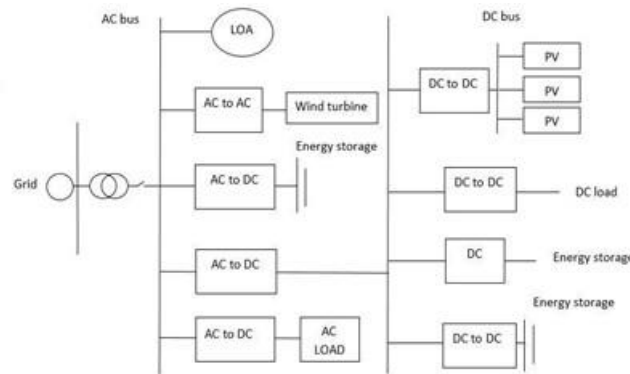 AC bus
DC bus
LOA
PV
DC to DC
PV
PV
AC to AC
Wind turbine
Energy storage
Grid
AC to DC
DC to DC
DC load
AC to DC
DC
Energy storage
Energy storage
AC to DC
AC
LOAD
DC to DC